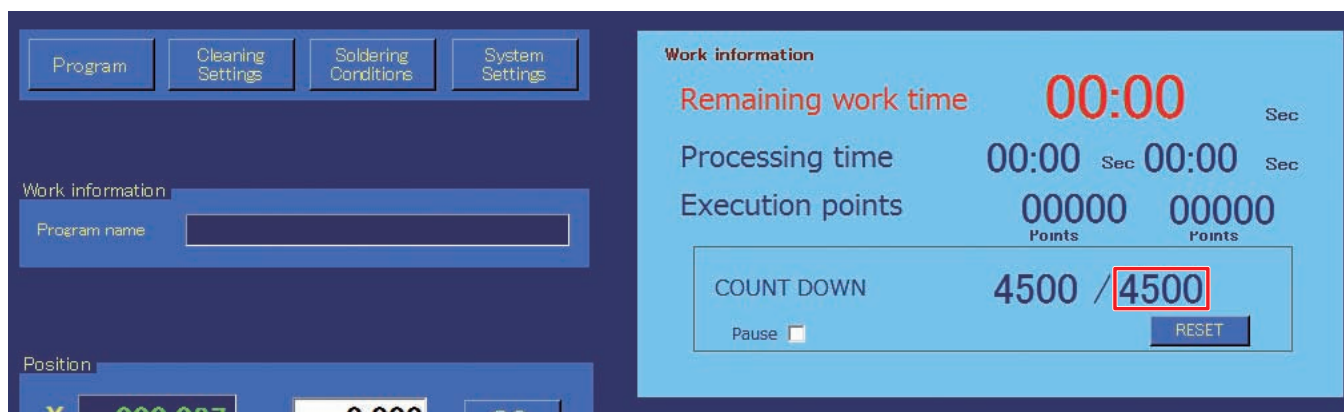 Program
Cleaning
Settings
Soldering
Conditions
System
Settings
Work information
Program name
Position
Work information
Remaining work time 00:00 Sec
Processing time 00:00 Sec 00:00 Sec
Execution points 00000 00000
Points Points
COUNT DOWN 4500 / 4500
Pause RESET